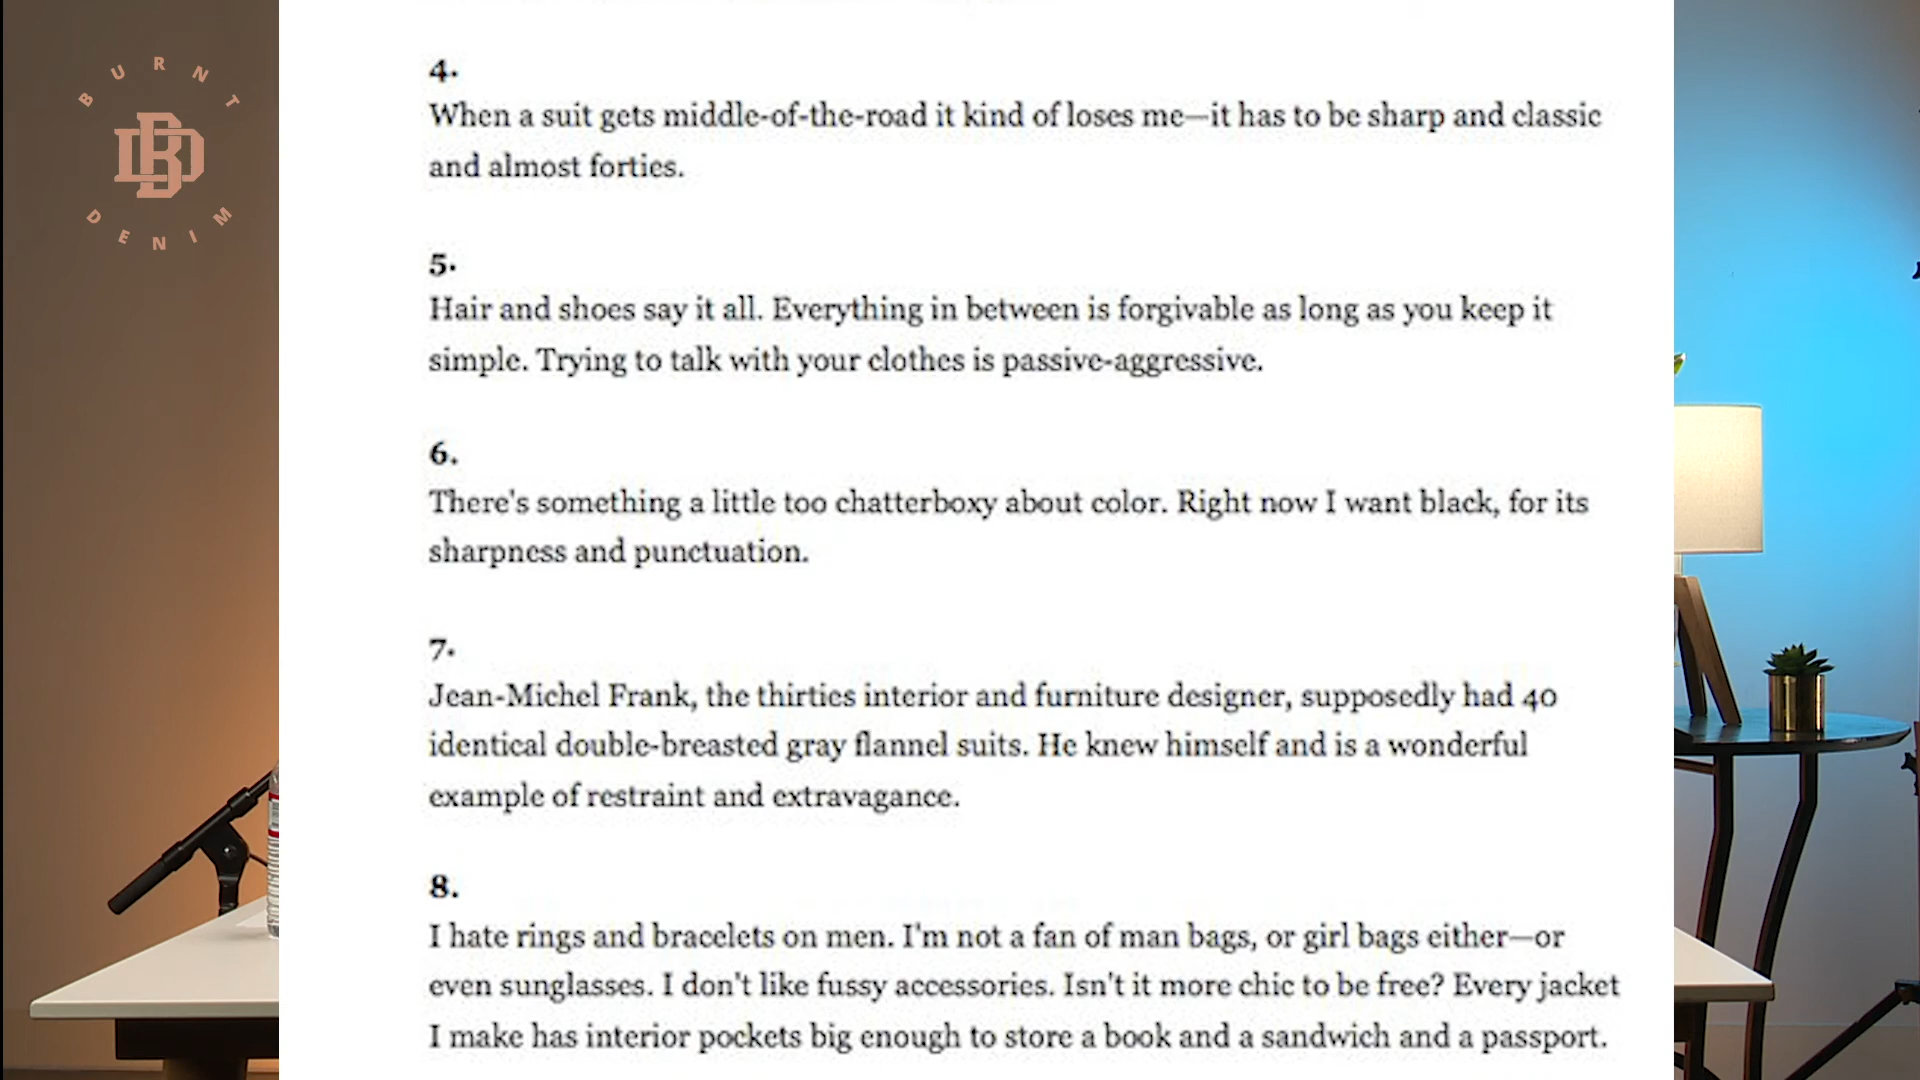 BURNT
BD
DENIM
4.
When a suit gets middle-of-the-road it kind of loses me—it has to be sharp and classic
and almost forties.
5.
Hair and shoes say it all. Everything in between is forgivable as long as you keep it
simple. Trying to talk with your clothes is passive-aggressive.
6.
There's something a little too chatterboxy about color. Right now I want black, for its
sharpness and punctuation.
7.
Jean-Michel Frank, the thirties interior and furniture designer, supposedly had 40
identical double-breasted gray flannel suits. He knew himself and is a wonderful
example of restraint and extravagance.
8.
I hate rings and bracelets on men. I'm not a fan of man bags, or girl bags either—or
even sunglasses. I don't like fussy accessories. Isn't it more chic to be free? Every jacket
I make has interior pockets big enough to store a book and a sandwich and a passport.